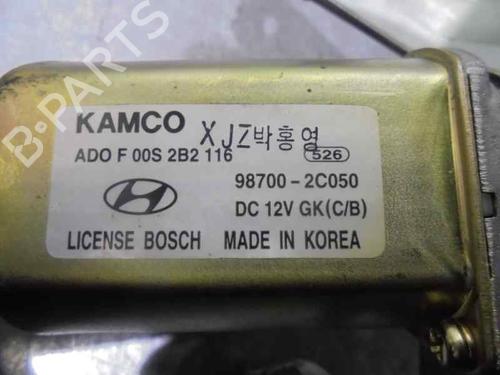 KAMCO XJZ박홍영
ADO F 00S 2B2 116 526
98700 - 2C050
DC 12V GK(C/B)
LICENSE BOSCH MADE IN KOREA
B-PARTS